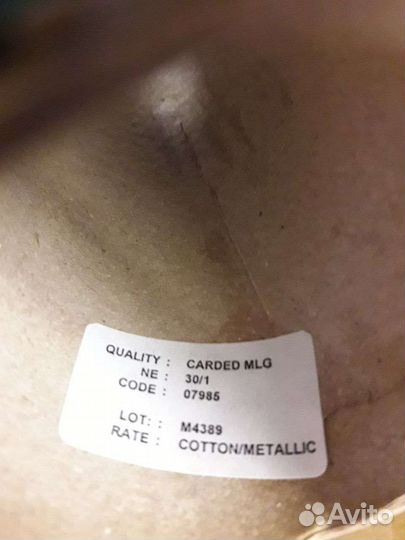 QUALITY : CARDED MLG
NE : 30/1
CODE : 07985
LOT: : M4389
RATE : COTTON/METALLIC
Avito